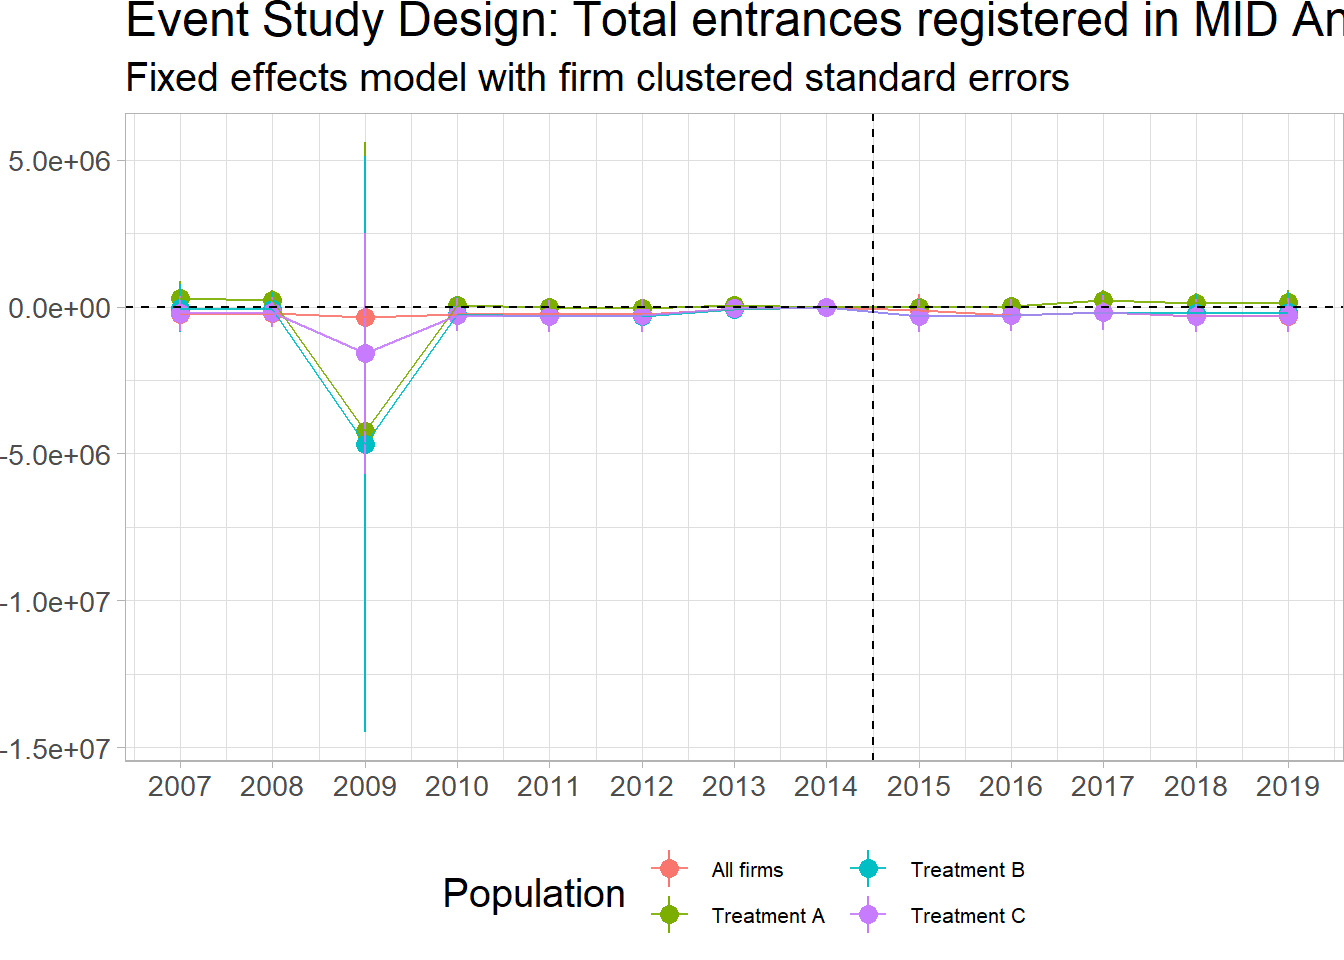 Event Study Design: Total entrances registered in MID An
Fixed effects model with firm clustered standard errors
5.0e+06
0.0e+00
-5.0e+06
-1.0e+07
-1.5e+07
2007 2008 2009 2010 2011 2012 2013 2014 2015 2016 2017 2018 2019
Population
All firms Treatment B
Treatment A Treatment C